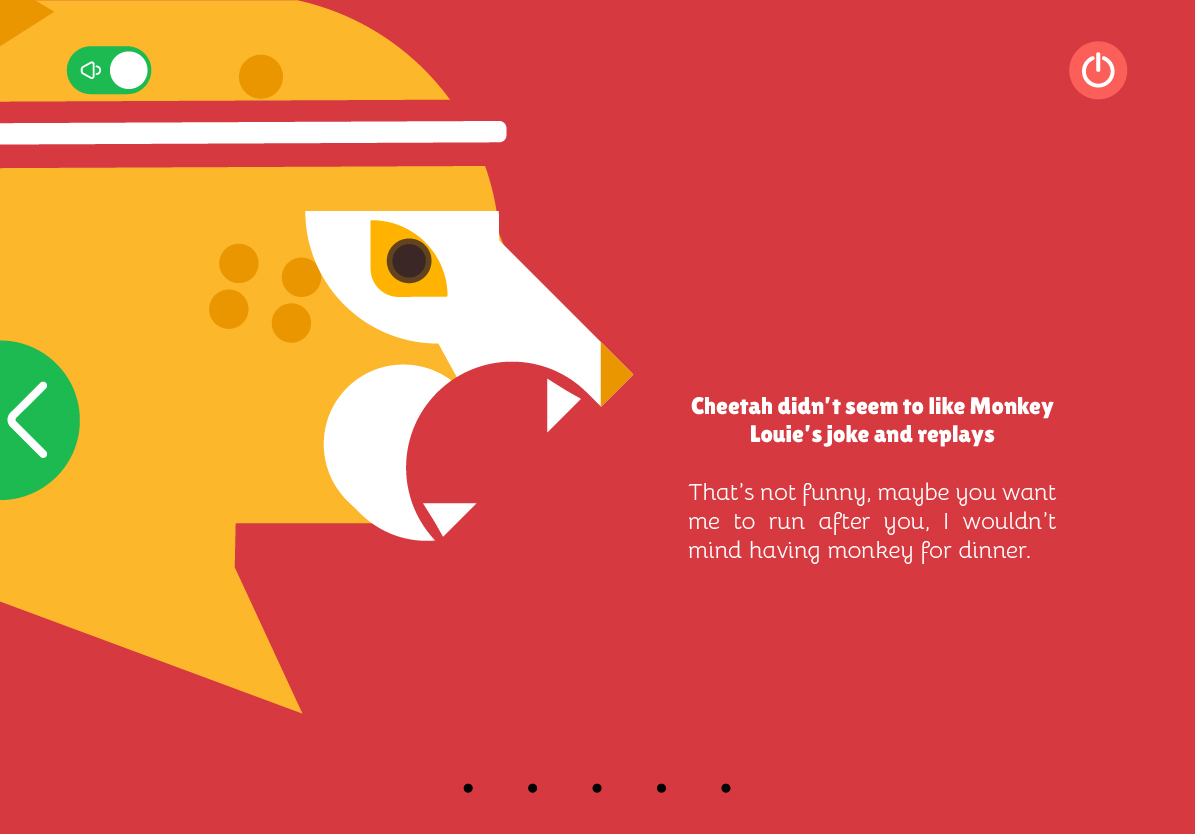 Cheetah didn't seem to like Monkey
Louie's joke and replays
That's not funny, maybe you want
me to run after you, I wouldn't
mind having monkey for dinner.